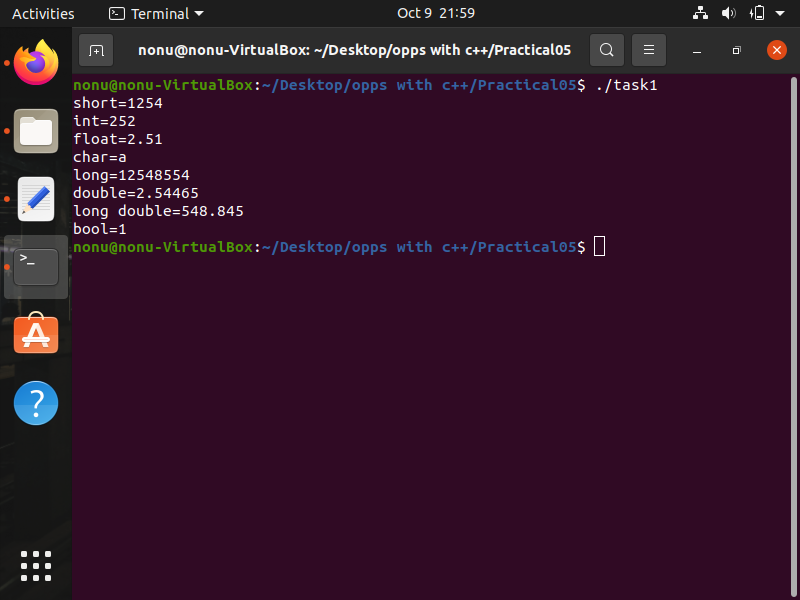 Activities
Terminal
Oct 9 21:59
nonu@nonu-VirtualBox: ~/Desktop/opps with c++/Practical05
nonu@nonu-VirtualBox:~/Desktop/opps with c++/Practical05$ ./task1
short=1254
int=252
float=2.51
char=a
long=12548554
double=2.54465
long double=548.845
bool=1
nonu@nonu-VirtualBox:~/Desktop/opps with c++/Practical05$